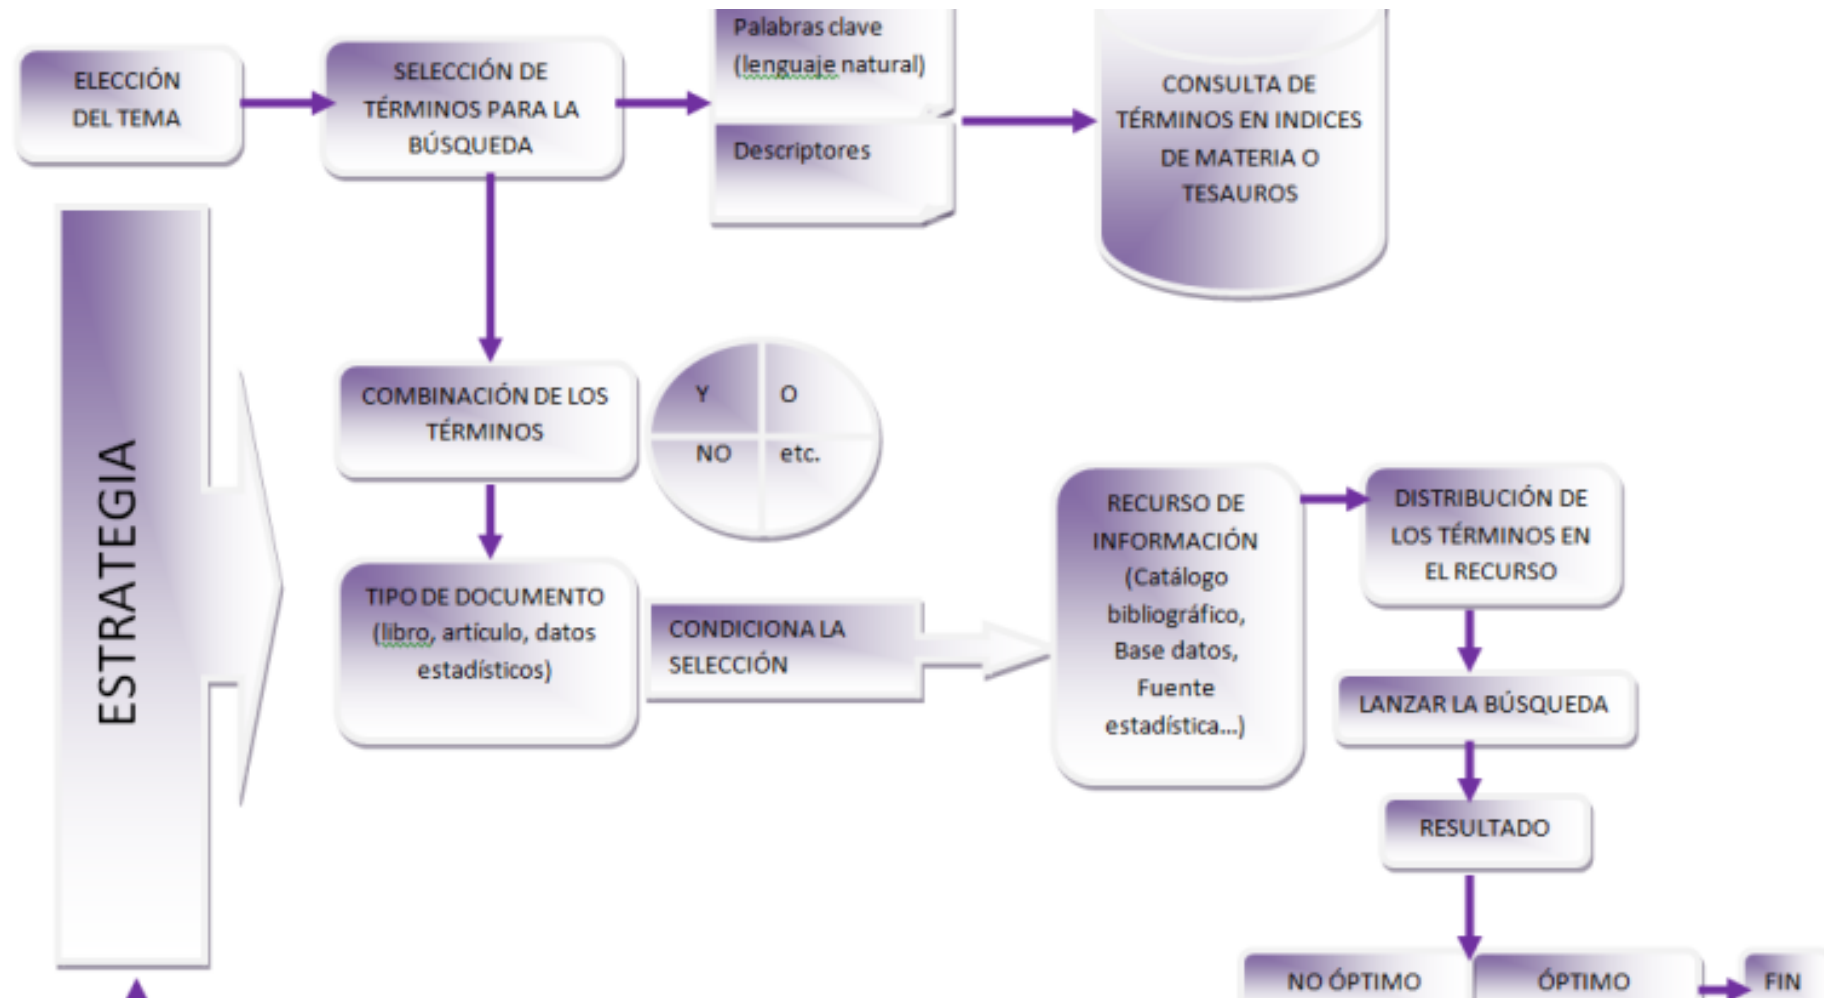 ELECCIÓN
DEL TEMA
SELECCIÓN DE
TÉRMINOS PARA LA
BÚSQUEDA
Palabras clave
(lenguaje natural)
Descriptores
CONSULTA DE
TÉRMINOS EN INDICES
DE MATERIA O
TESAUROS
ESTRATEGIA
COMBINACIÓN DE LOS
TÉRMINOS
Y
O
NO
etc.
TIPO DE DOCUMENTO
(libro, artículo, datos
estadísticos)
CONDICIONA LA
SELECCIÓN
RECURSO DE
INFORMACIÓN
(Catálogo
bibliográfico,
Base datos,
Fuente
estadística...)
DISTRIBUCIÓN DE
LOS TÉRMINOS EN
EL RECURSO
LANZAR LA BÚSQUEDA
RESULTADO
NO ÓPTIMO
ÓPTIMO
FIN